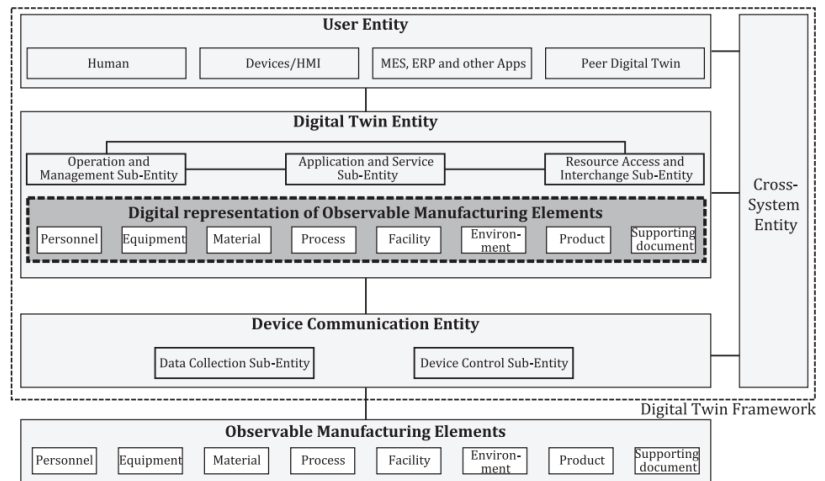 User Entity
Human
Devices/HMI
MES, ERP and other Apps
Peer Digital Twin
Digital Twin Entity
Operation and
Management Sub-Entity
Application and Service
Sub-Entity
Resource Access and
Interchange Sub-Entity
Digital representation of Observable Manufacturing Elements
Personnel
Equipment
Material
Process
Facility
Environ-
ment
Product
Supporting
document
Cross-
System
Entity
Device Communication Entity
Data Collection Sub-Entity
Device Control Sub-Entity
Digital Twin Framework
Observable Manufacturing Elements
Personnel
Equipment
Material
Process
Facility
Environ-
ment
Product
Supporting
document